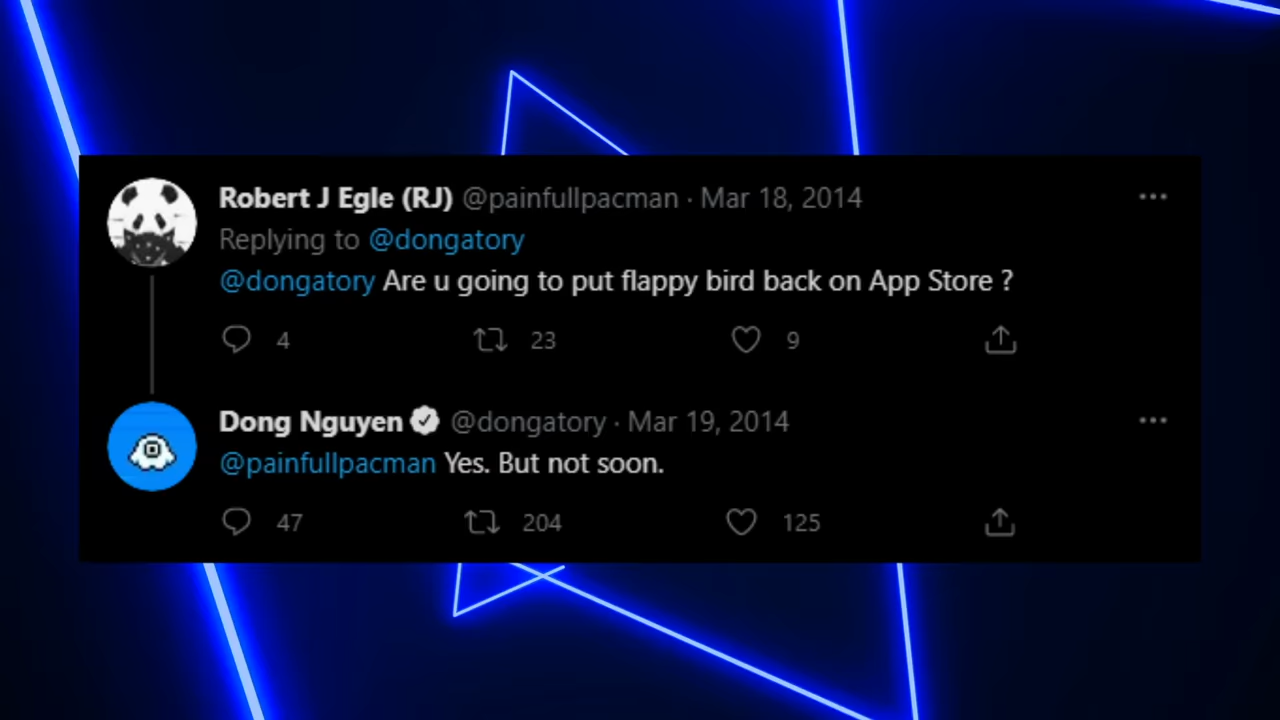 Robert J Egle (RJ) @painfullpacman · Mar 18, 2014
Replying to @dongatory
@dongatory Are u going to put flappy bird back on App Store ?
4 23 9
Dong Nguyen @dongatory · Mar 19, 2014
@painfullpacman Yes. But not soon.
47 204 125